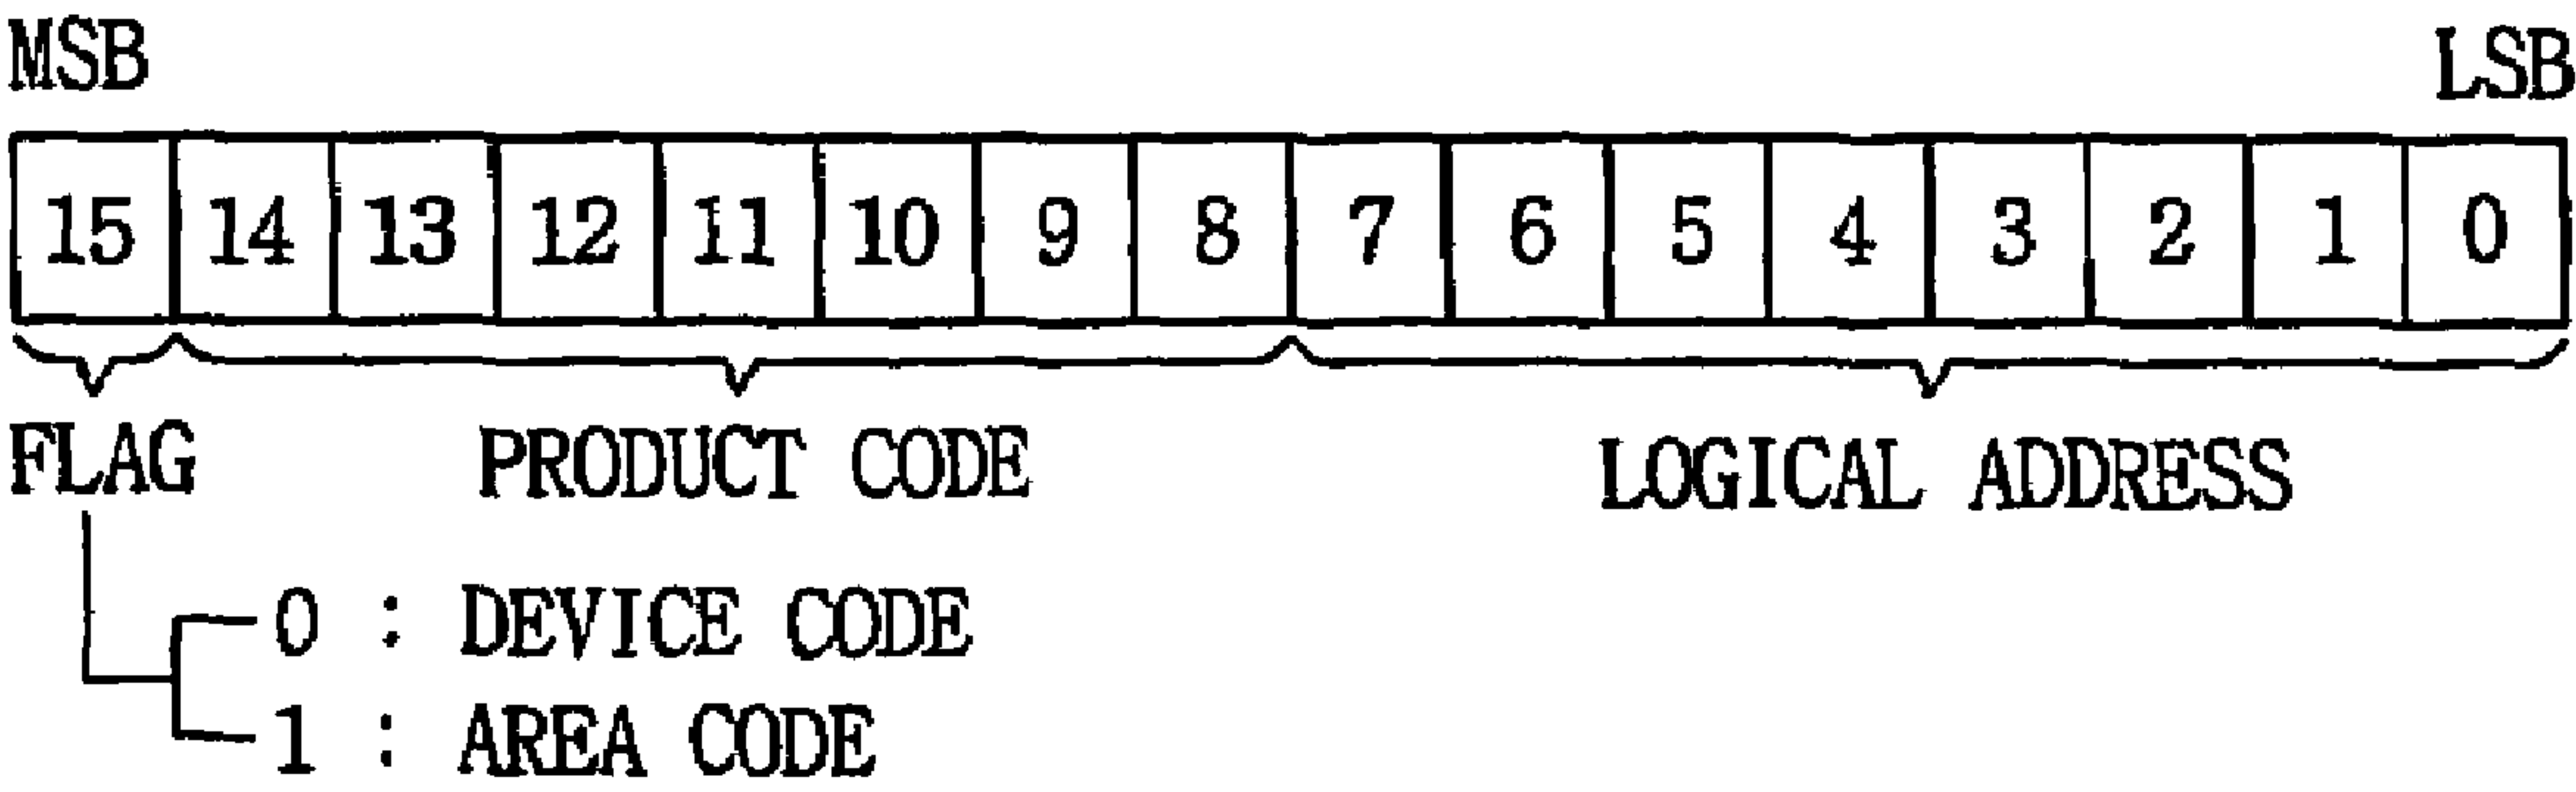 MSB LSB
15 14 13 12 11 10 9 8 7 6 5 4 3 2 1 0
FLAG PRODUCT CODE LOGICAL ADDRESS
0 : DEVICE CODE
1 : AREA CODE